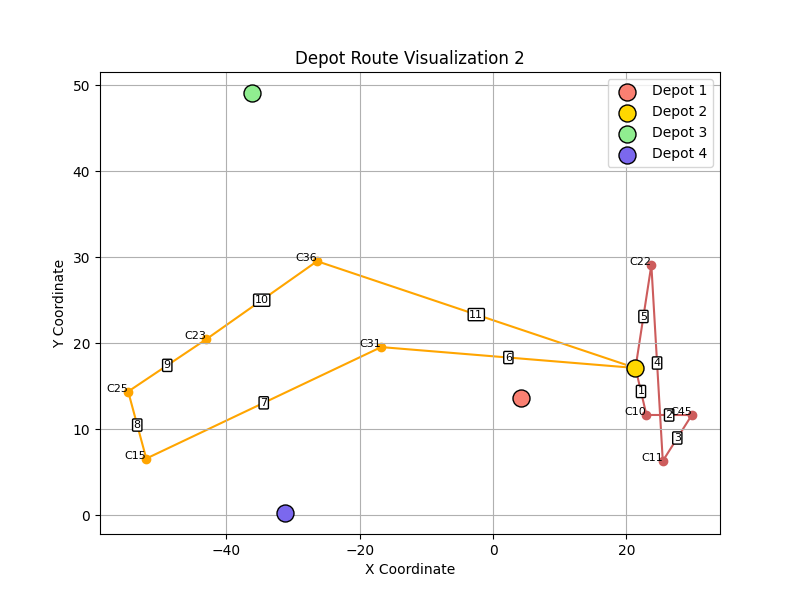 Depot Route Visualization 2
Depot 1
Depot 2
Depot 3
Depot 4
Y Coordinate
50
40
30
20
10
0
C36
C22
10
11
5
C23
C31
9
6
4
C25
7
1
8
C10
2
C45
C15
3
C11
−40
−20
0
20
X Coordinate